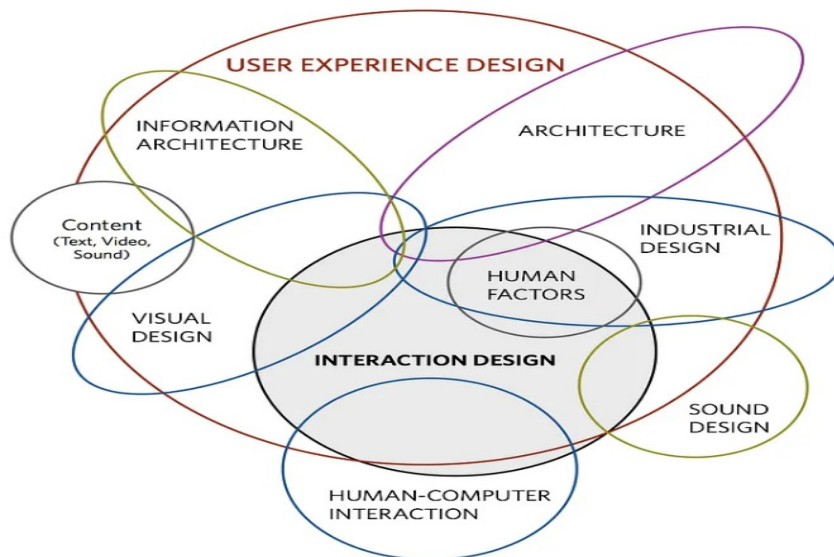 USER EXPERIENCE DESIGN
INFORMATION
ARCHITECTURE
ARCHITECTURE
Content
(Text, Video,
Sound)
INDUSTRIAL
DESIGN
HUMAN
FACTORS
VISUAL
DESIGN
INTERACTION DESIGN
SOUND
DESIGN
HUMAN-COMPUTER
INTERACTION